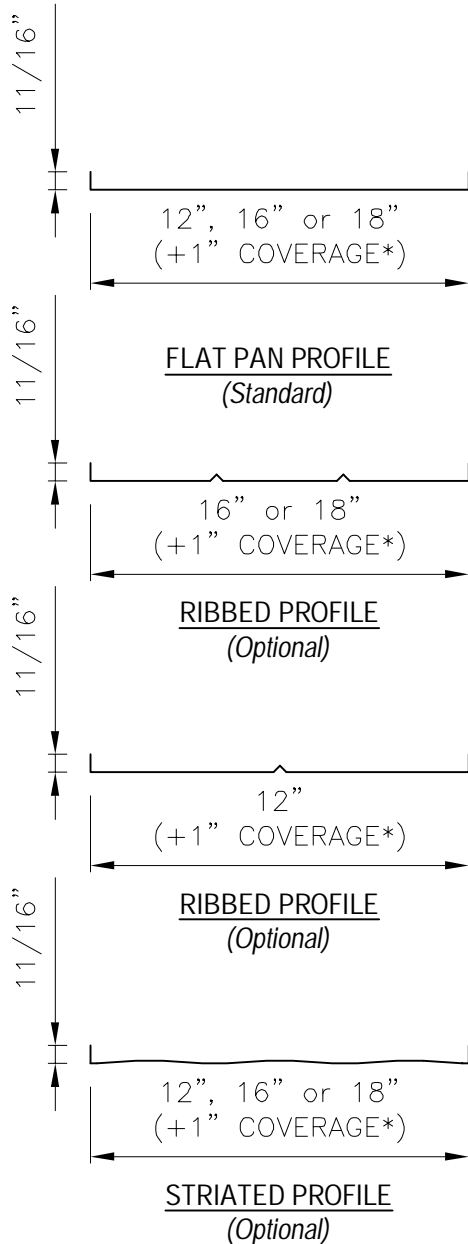 11/16”
12”, 16” or 18”
(+1” COVERAGE*)
FLAT PAN PROFILE
(Standard)
11/16”
16” or 18”
(+1” COVERAGE*)
RIBBED PROFILE
(Optional)
11/16”
12”
(+1” COVERAGE*)
RIBBED PROFILE
(Optional)
11/16”
12”, 16” or 18”
(+1” COVERAGE*)
STRIATED PROFILE
(Optional)